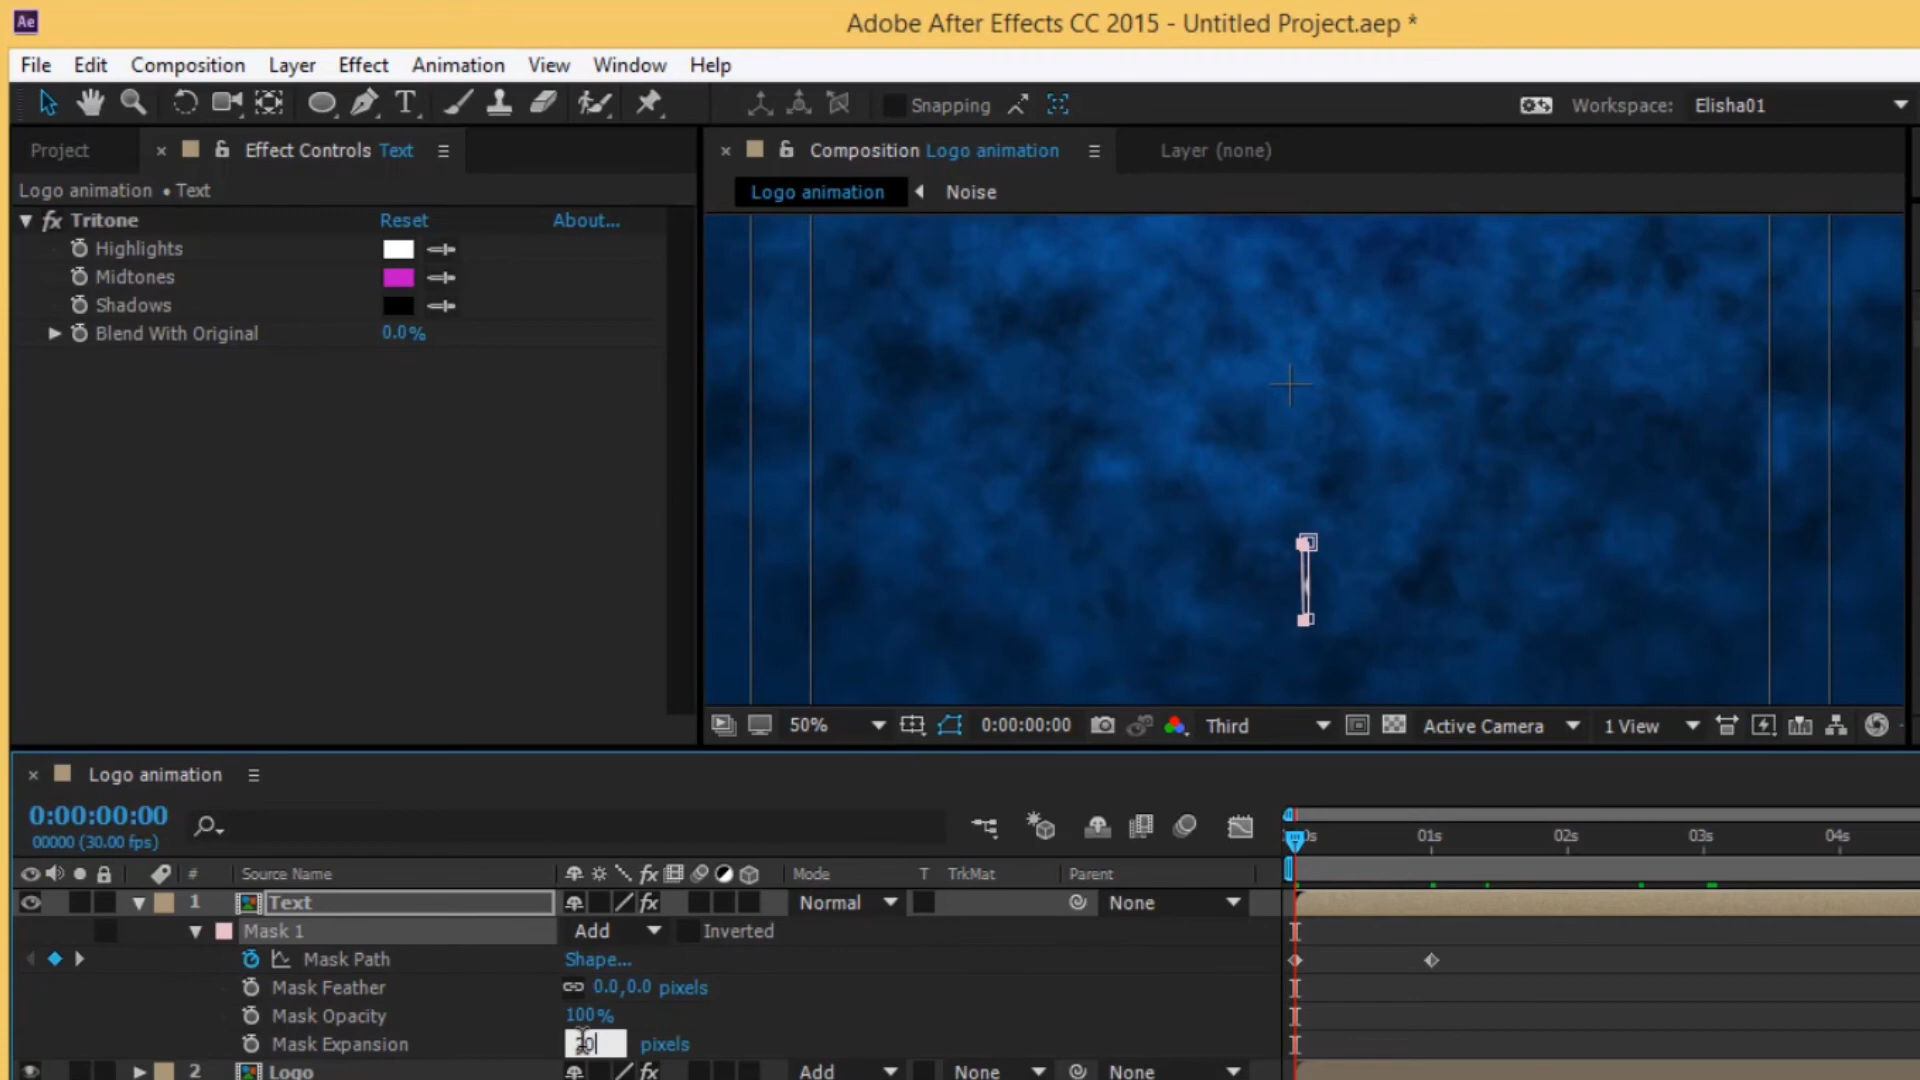 Ae Adobe After Effects CC 2015 - Untitled Project.aep *
File Edit Composition Layer Effect Animation View Window Help
T Snapping Workspace: Elisha01
Project × Effect Controls Text
Logo animation • Text
fx Tritone Reset About...
Highlights
Midtones
Shadows
Blend With Original 0.0%
× Composition Logo animation Layer (none)
Logo animation Noise
50% 0:00:00:00 Third Active Camera 1 View
× Logo animation
0:00:00:00
00000 (30.00 fps)
01s 02s 03s 04s
# Source Name fx Mode T TrkMat Parent
1 Text fx Normal None
Mask 1 Add Inverted
Mask Path Shape...
Mask Feather 0.0,0.0 pixels
Mask Opacity 100%
Mask Expansion pixels
2 Logo fx Add None None